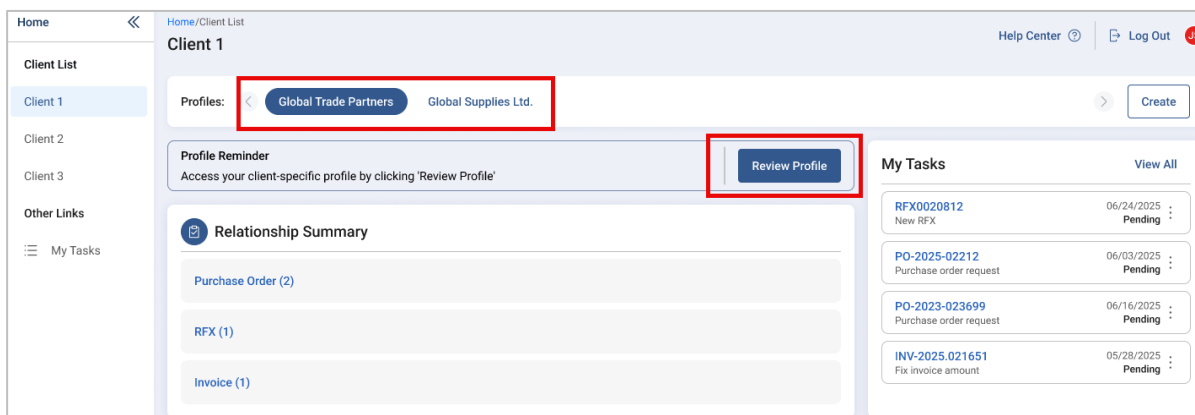 Home
Client List
Client 1
Client 2
Client 3
Other Links
My Tasks
Home/Client List
Client 1
Help Center
Log Out
Profiles: Global Trade Partners Global Supplies Ltd. Create
Profile Reminder
Access your client-specific profile by clicking 'Review Profile'
Review Profile
Relationship Summary
Purchase Order (2)
RFX (1)
Invoice (1)
My Tasks View All
RFX0020812 06/24/2025
New RFX Pending
PO-2025-02212 06/03/2025
Purchase order request Pending
PO-2023-023699 06/16/2025
Purchase order request Pending
INV-2025.021651 05/28/2025
Fix invoice amount Pending